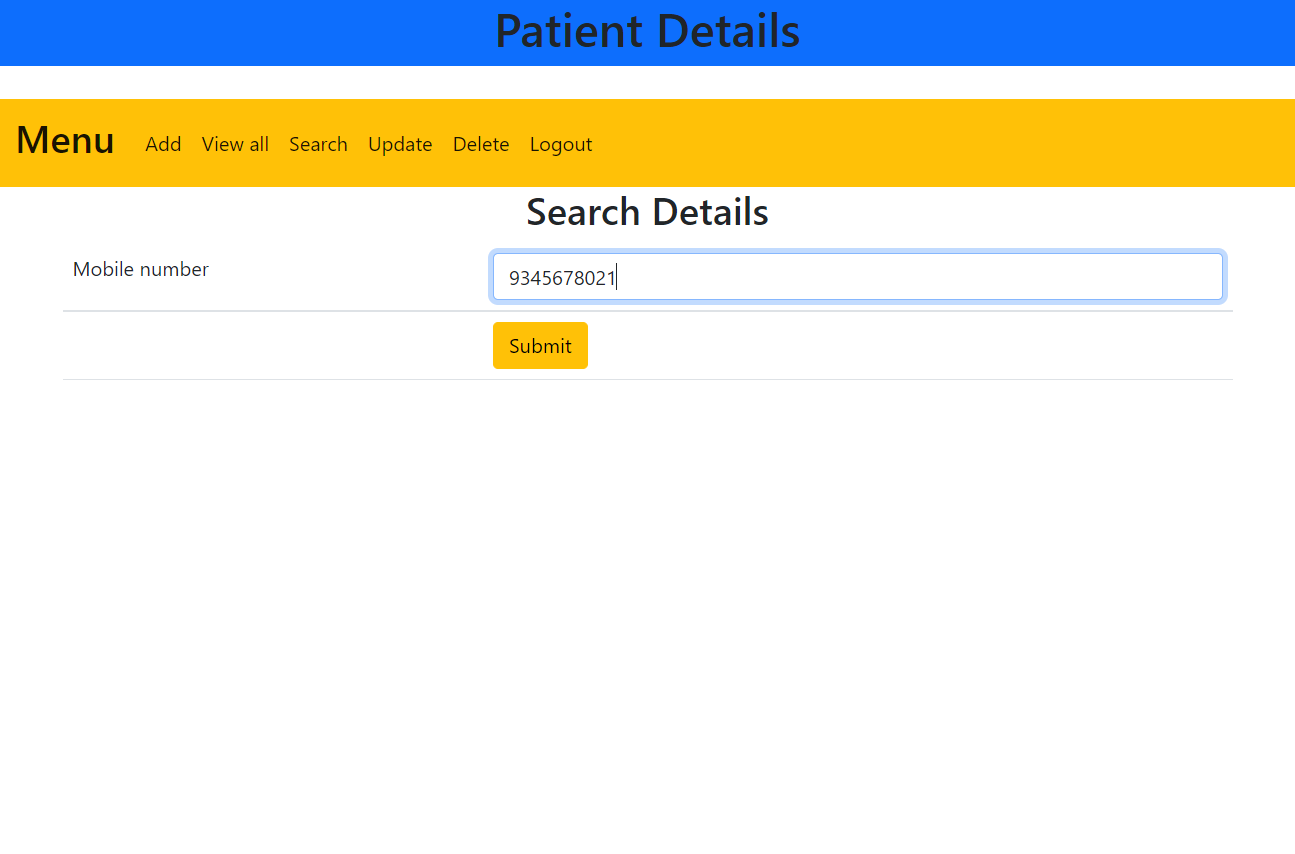 Patient Details
Menu Add View all Search Update Delete Logout
Search Details
Mobile number 9345678021
Submit